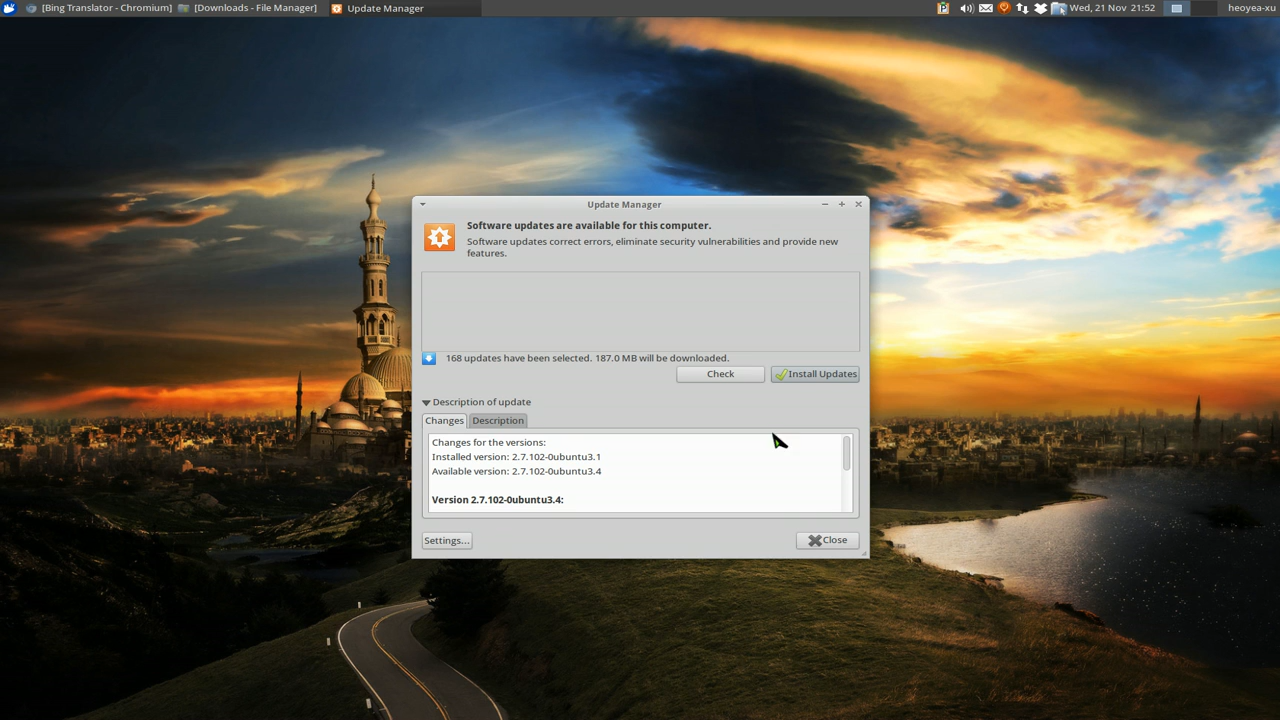 [Bing Translator - Chromium] [Downloads - File Manager] Update Manager Wed, 21 Nov 21:52 heoyea-xu
Update Manager
Software updates are available for this computer.
Software updates correct errors, eliminate security vulnerabilities and provide new
features.
168 updates have been selected. 187.0 MB will be downloaded.
Check Install Updates
Description of update
Changes Description
Changes for the versions:
Installed version: 2.7.102-0ubuntu3.1
Available version: 2.7.102-0ubuntu3.4
Version 2.7.102-0ubuntu3.4:
Settings... Close